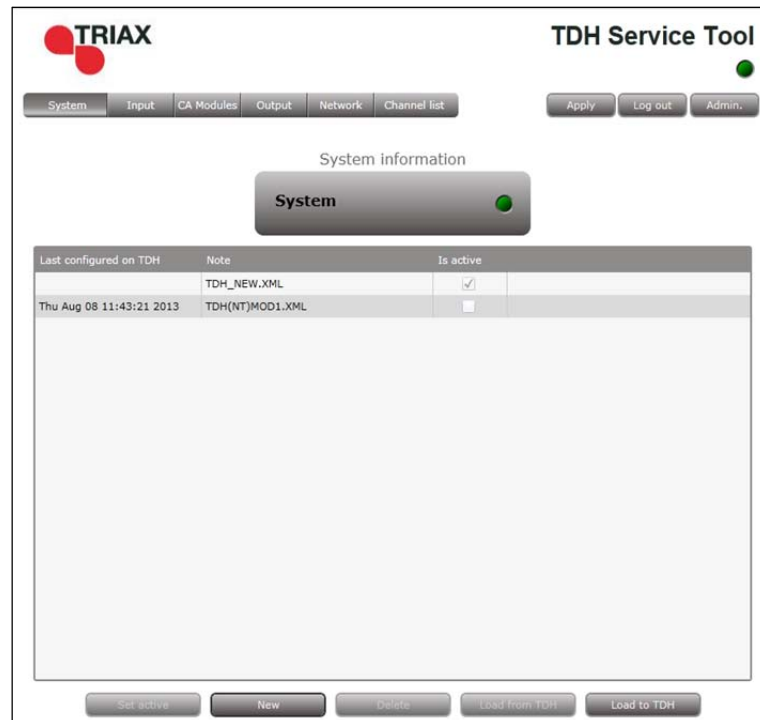 TRIAX
TDH Service Tool
System Input CA Modules Output Network Channel list Apply Log out Admin.
System information
System
Last configured on TDH Note Is active
TDH_NEW.XML
Thu Aug 08 11:43:21 2013 TDH(NT)MOD1.XML
Set active New Delete Load from TDH Load to TDH